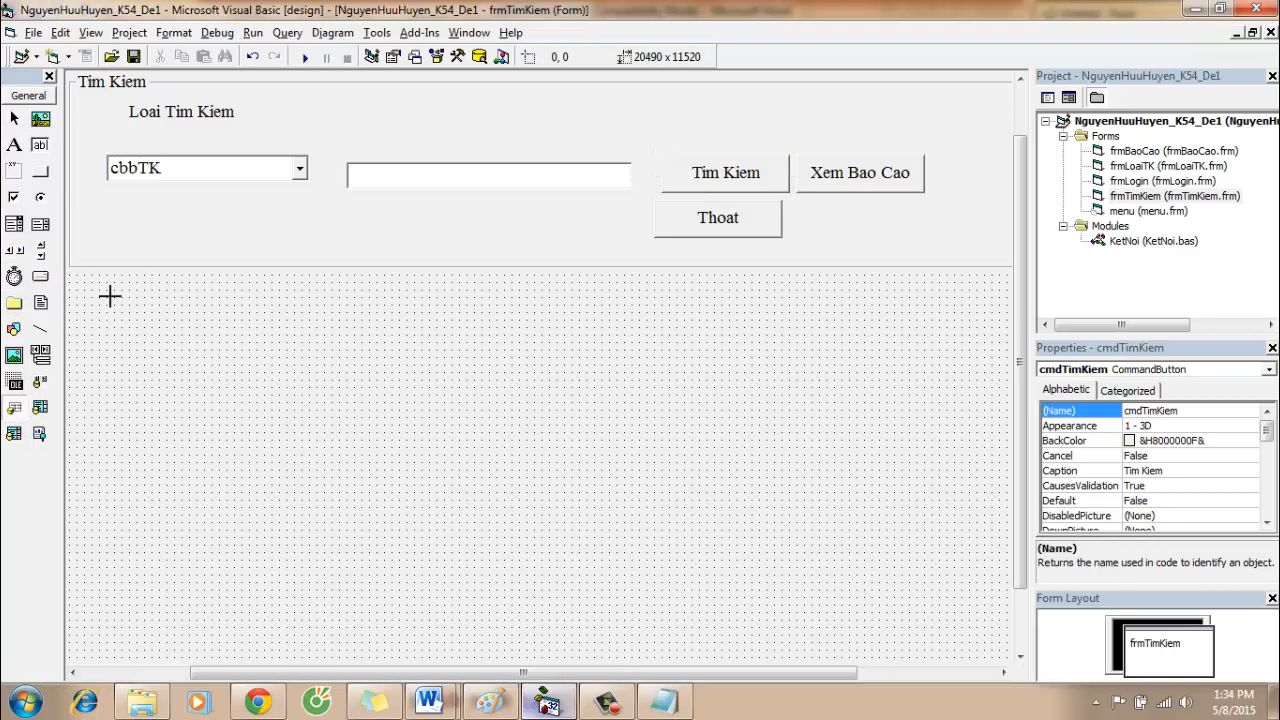 NguyenHuuHuyen_K54_De1 - Microsoft Visual Basic [design] - [NguyenHuuHuyen_K54_De1 - frmTimKiem (Form)]
File Edit View Project Format Debug Run Query Diagram Tools Add-Ins Window Help
0, 0 20490 x 11520
General
Tim Kiem
Loai Tim Kiem
cbbTK
Tim Kiem Xem Bao Cao
Thoat
Project - NguyenHuuHuyen_K54_De1
NguyenHuuHuyen_K54_De1 (NguyenHu
Forms
frmBaoCao (frmBaoCao.frm)
frmLoaiTK (frmLoaiTK.frm)
frmLogin (frmLogin.frm)
frmTimKiem (frmTimKiem.frm)
menu (menu.frm)
Modules
KetNoi (KetNoi.bas)
Properties - cmdTimKiem
cmdTimKiem CommandButton
Alphabetic Categorized
(Name) cmdTimKiem
Appearance 1 - 3D
BackColor &H8000000F&
Cancel False
Caption Tim Kiem
CausesValidation True
Default False
DisabledPicture (None)
DownPicture (None)
(Name)
Returns the name used in code to identify an object.
Form Layout
frmTimKiem
1:34 PM
5/8/2015